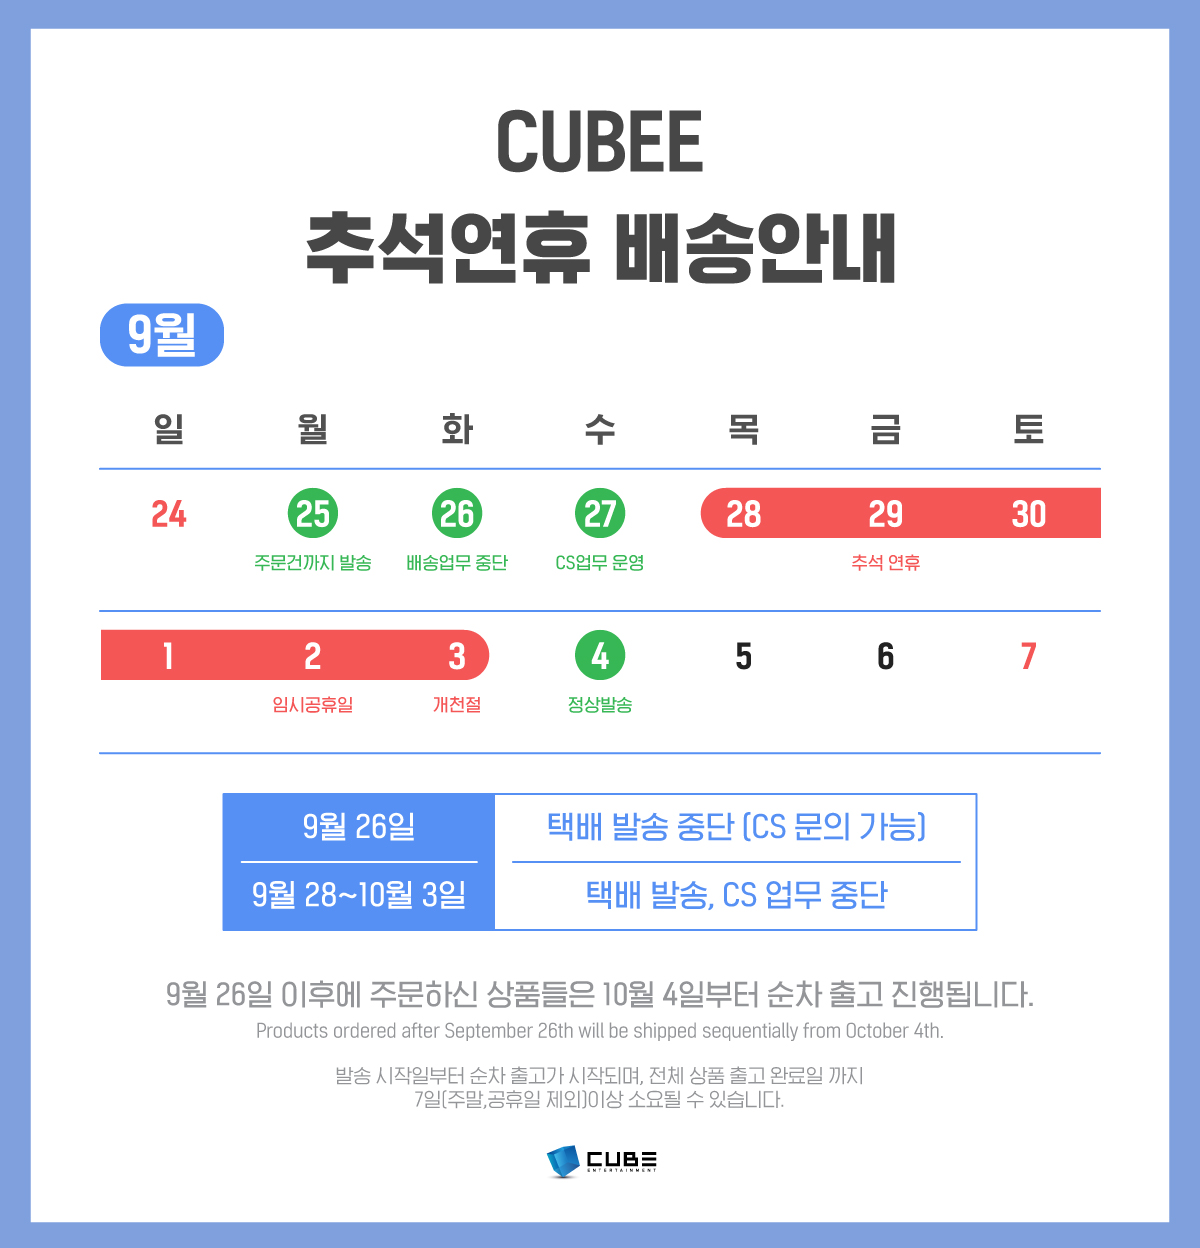 CUBEE
추석연휴 배송안내
9월
일 월 화 수 목 금 토
24 25 26 27 28 29 30
주문건까지 발송 배송업무 중단 CS업무 운영 추석 연휴
1 2 3 4 5 6 7
임시공휴일 개천절 정상발송
9월 26일 택배 발송 중단 (CS 문의 가능)
9월 28~10월 3일 택배 발송, CS 업무 중단
9월 26일 이후에 주문하신 상품들은 10월 4일부터 순차 출고 진행됩니다.
Products ordered after September 26th will be shipped sequentially from October 4th.
발송 시작일부터 순차 출고가 시작되며, 전체 상품 출고 완료일 까지
7일(주말,공휴일 제외)이상 소요될 수 있습니다.
CUBE
ENTERTAINMENT